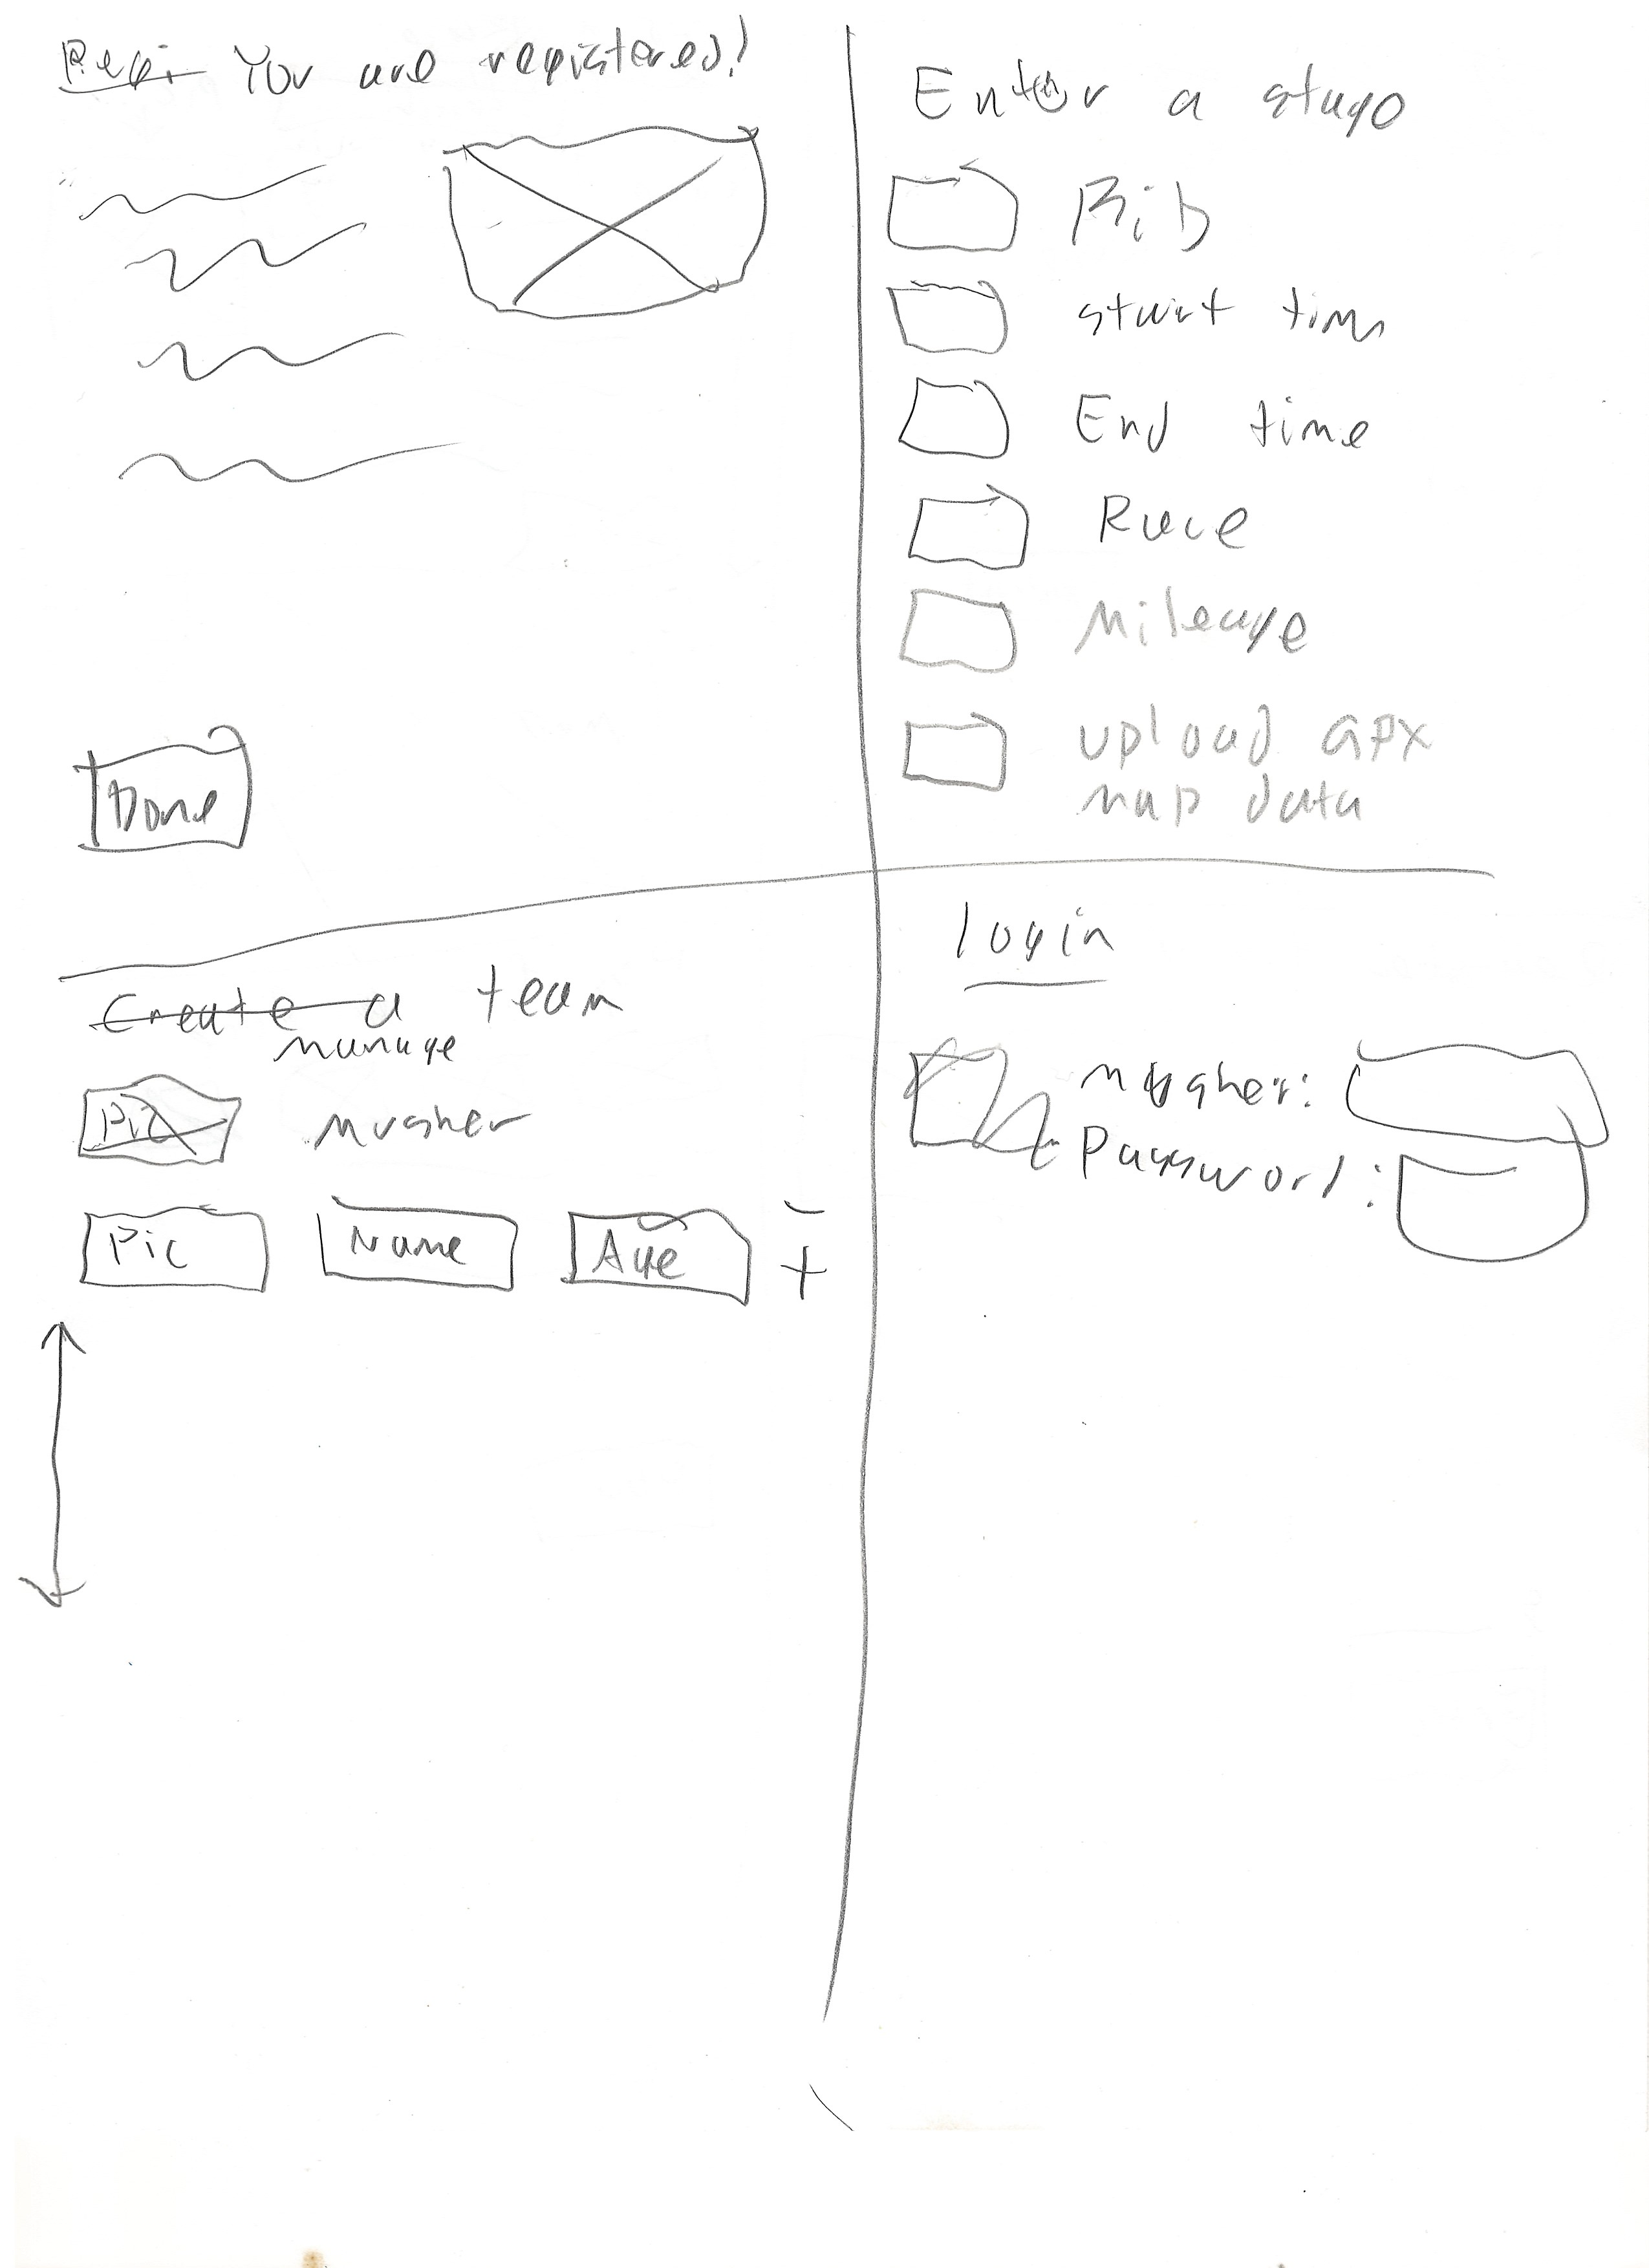 You are registered!
Done
Enter a stage
Bib
start time
End time
Race
Mileage
upload GPX
map data
Create a team
manage
Pic musher
Pic Name Age -
+
login
musher:
Password: